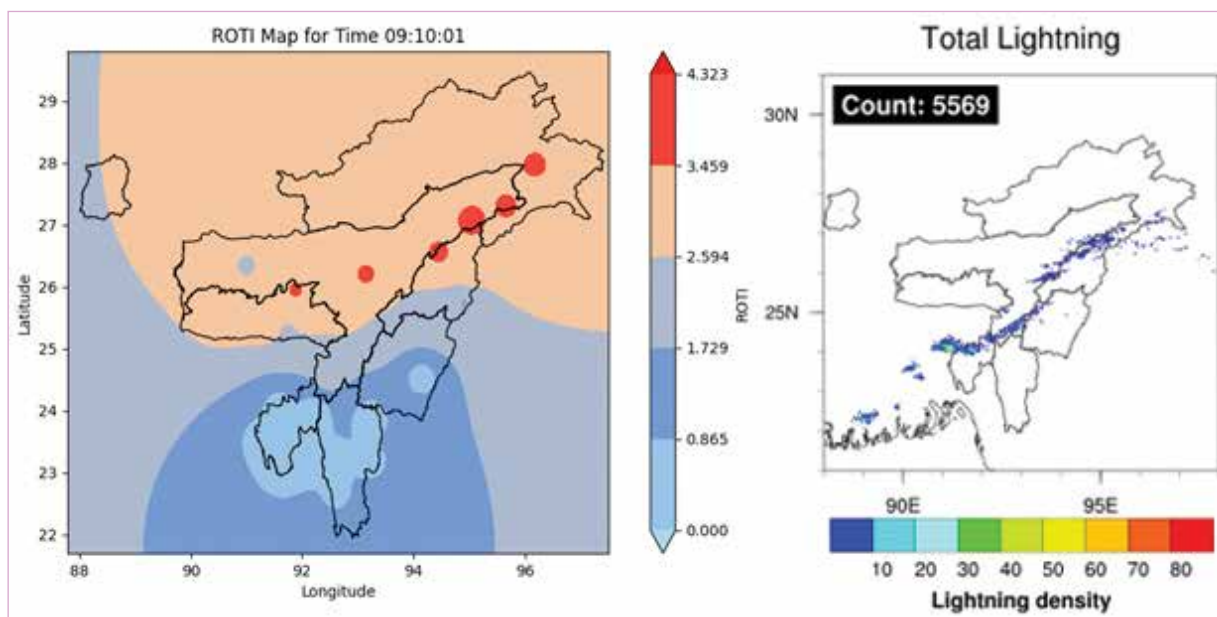 ROTI Map for Time 09:10:01
29
28
27
26
25
24
23
22
Latitude
88
90
92
94
96
Longitude
4.323
3.459
2.594
1.729
0.865
0.000
ROTI
Total Lightning
Count: 5569
30N
25N
90E
95E
10 20 30 40 50 60 70 80
Lightning density